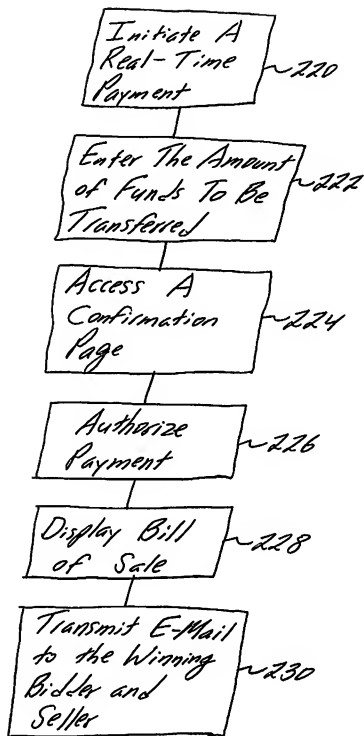 Initiate A
Real-Time
Payment
220
Enter The Amount
of Funds To Be
Transferred
222
Access A
Confirmation
Page
224
Authorize
Payment
226
Display Bill
of Sale
228
Transmit E-Mail
to the Winning
Bidder and
Seller
230